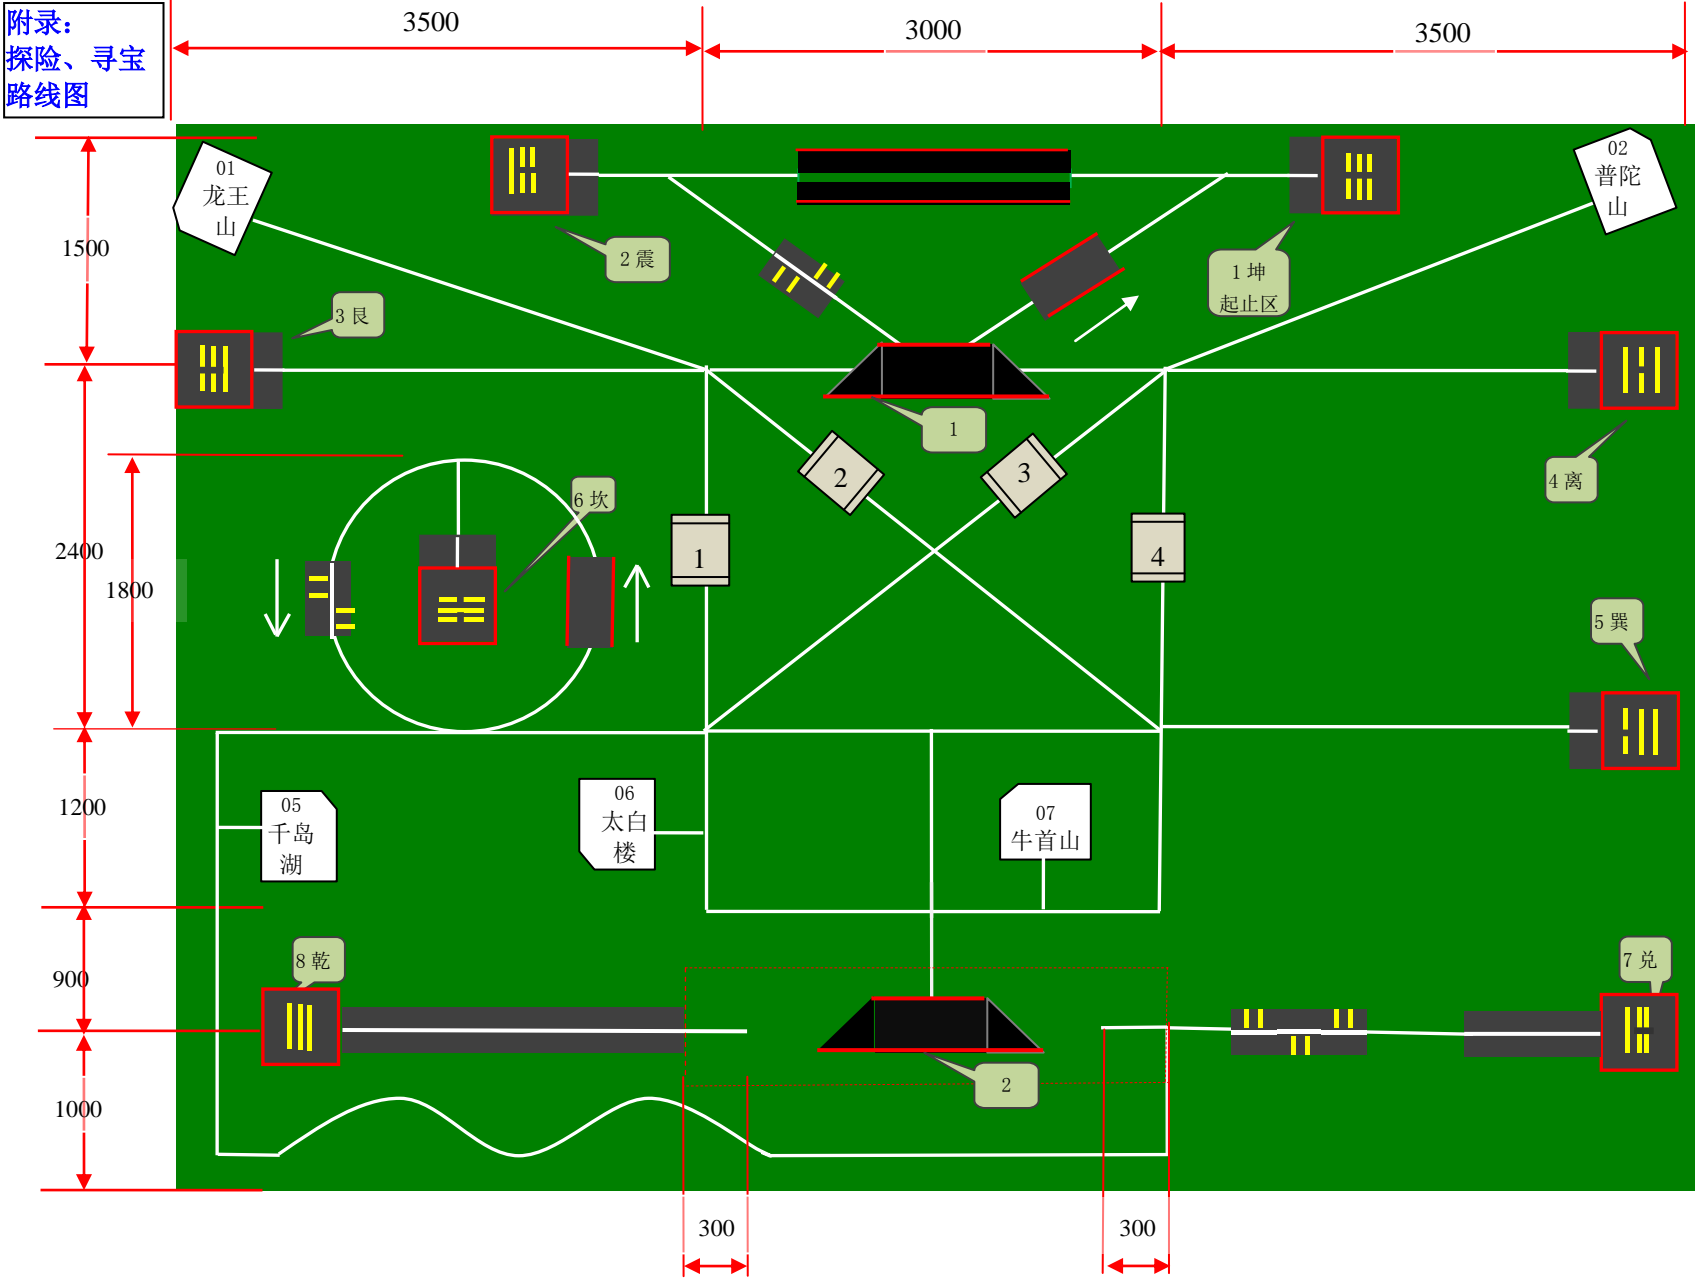 附录：
探险、寻宝
路线图
3500
3000
3500
01
龙王
山
02
普陀
山
2震
1坤
起止区
1500
3艮
1
2
3
4离
6坎
2400
1
4
1800
5巽
1200
05
千岛
湖
06
太白
楼
07
牛首山
8乾
7兑
900
2
1000
300
300